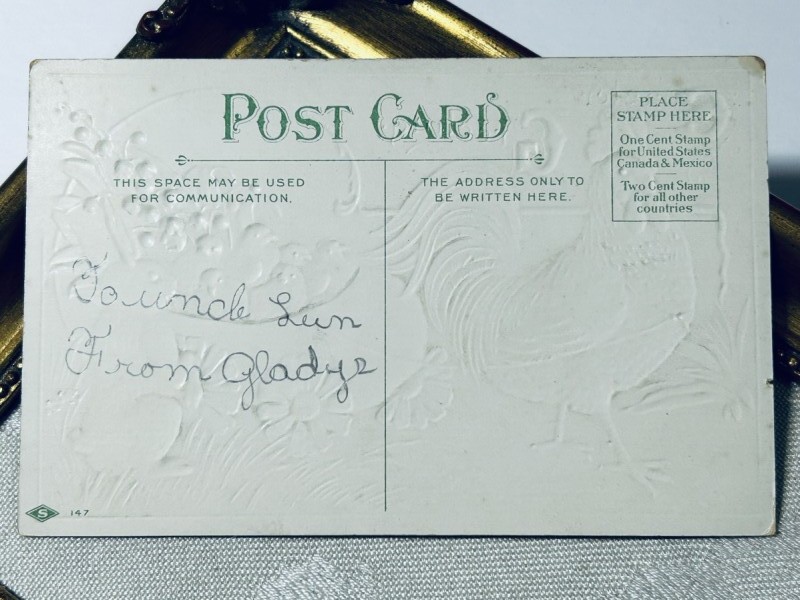 POST CARD
THIS SPACE MAY BE USED
FOR COMMUNICATION.
THE ADDRESS ONLY TO
BE WRITTEN HERE.
PLACE
STAMP HERE
One Cent Stamp
for United States
Canada & Mexico
Two Cent Stamp
for all other
countries
To uncle Lun
From Gladys
S 147